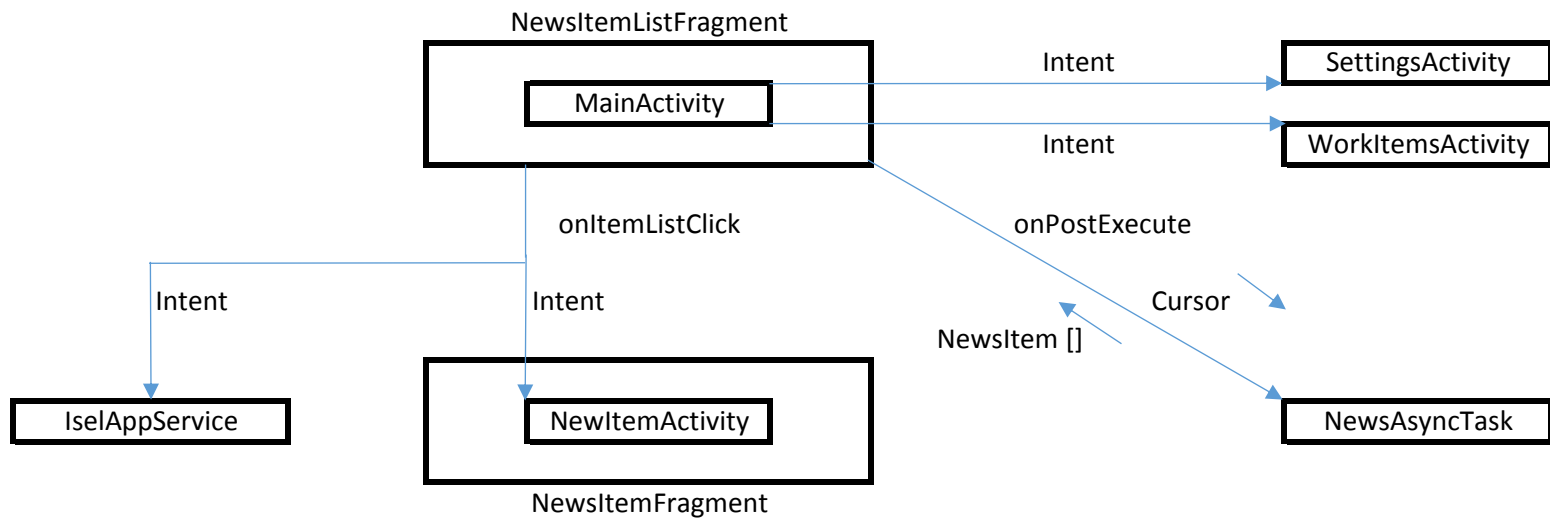 NewsItemListFragment
Intent
SettingsActivity
MainActivity
Intent
WorkItemsActivity
onItemListClick
onPostExecute
Intent
Intent
Cursor
NewsItem []
IselAppService
NewItemActivity
NewsAsyncTask
NewsItemFragment